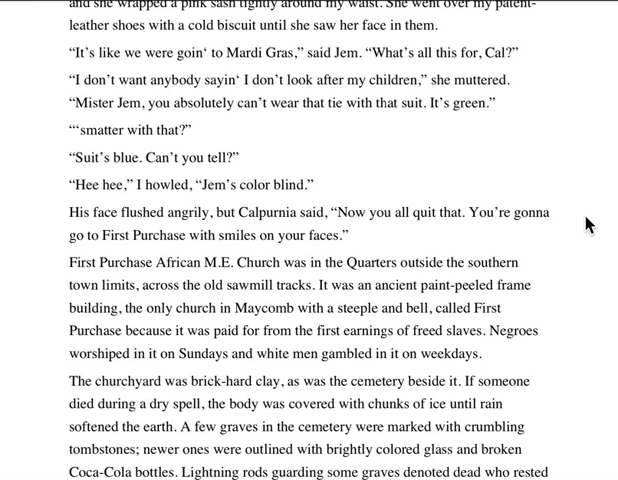 and she wrapped a pink sash tightly around my waist. She went over my patent-
leather shoes with a cold biscuit until she saw her face in them.
“It’s like we were goin‘ to Mardi Gras,” said Jem. “What’s all this for, Cal?”
“I don’t want anybody sayin‘ I don’t look after my children,” she muttered.
“Mister Jem, you absolutely can’t wear that tie with that suit. It’s green.”
“‘smatter with that?”
“Suit’s blue. Can’t you tell?”
“Hee hee,” I howled, “Jem’s color blind.”
His face flushed angrily, but Calpurnia said, “Now you all quit that. You’re gonna
go to First Purchase with smiles on your faces.”
First Purchase African M.E. Church was in the Quarters outside the southern
town limits, across the old sawmill tracks. It was an ancient paint-peeled frame
building, the only church in Maycomb with a steeple and bell, called First
Purchase because it was paid for from the first earnings of freed slaves. Negroes
worshiped in it on Sundays and white men gambled in it on weekdays.
The churchyard was brick-hard clay, as was the cemetery beside it. If someone
died during a dry spell, the body was covered with chunks of ice until rain
softened the earth. A few graves in the cemetery were marked with crumbling
tombstones; newer ones were outlined with brightly colored glass and broken
Coca-Cola bottles. Lightning rods guarding some graves denoted dead who rested